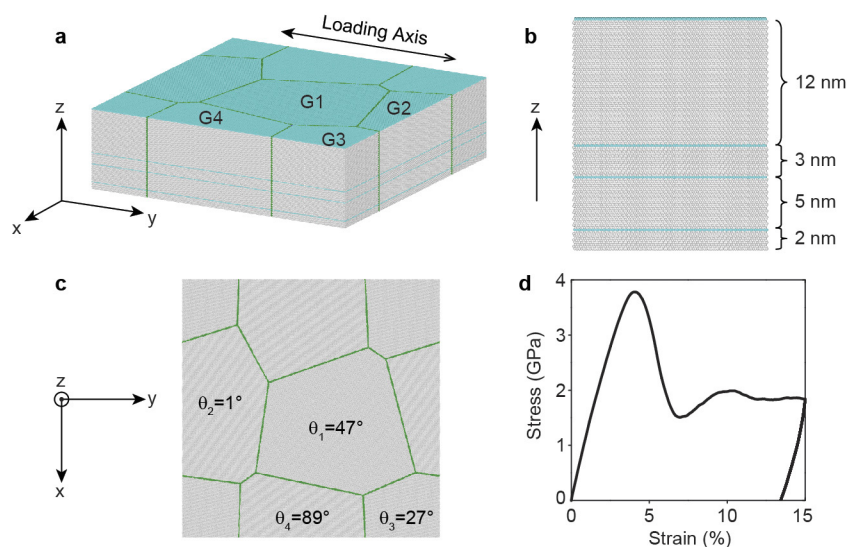 a
Loading Axis
z
x
y
G1
G2
G3
G4
b
z
12 nm
3 nm
5 nm
2 nm
c
z
y
x
θ₂=1°
θ₁=47°
θ₄=89°
θ₃=27°
d
Stress (GPa)
4
3
2
1
0
0 5 10 15
Strain (%)